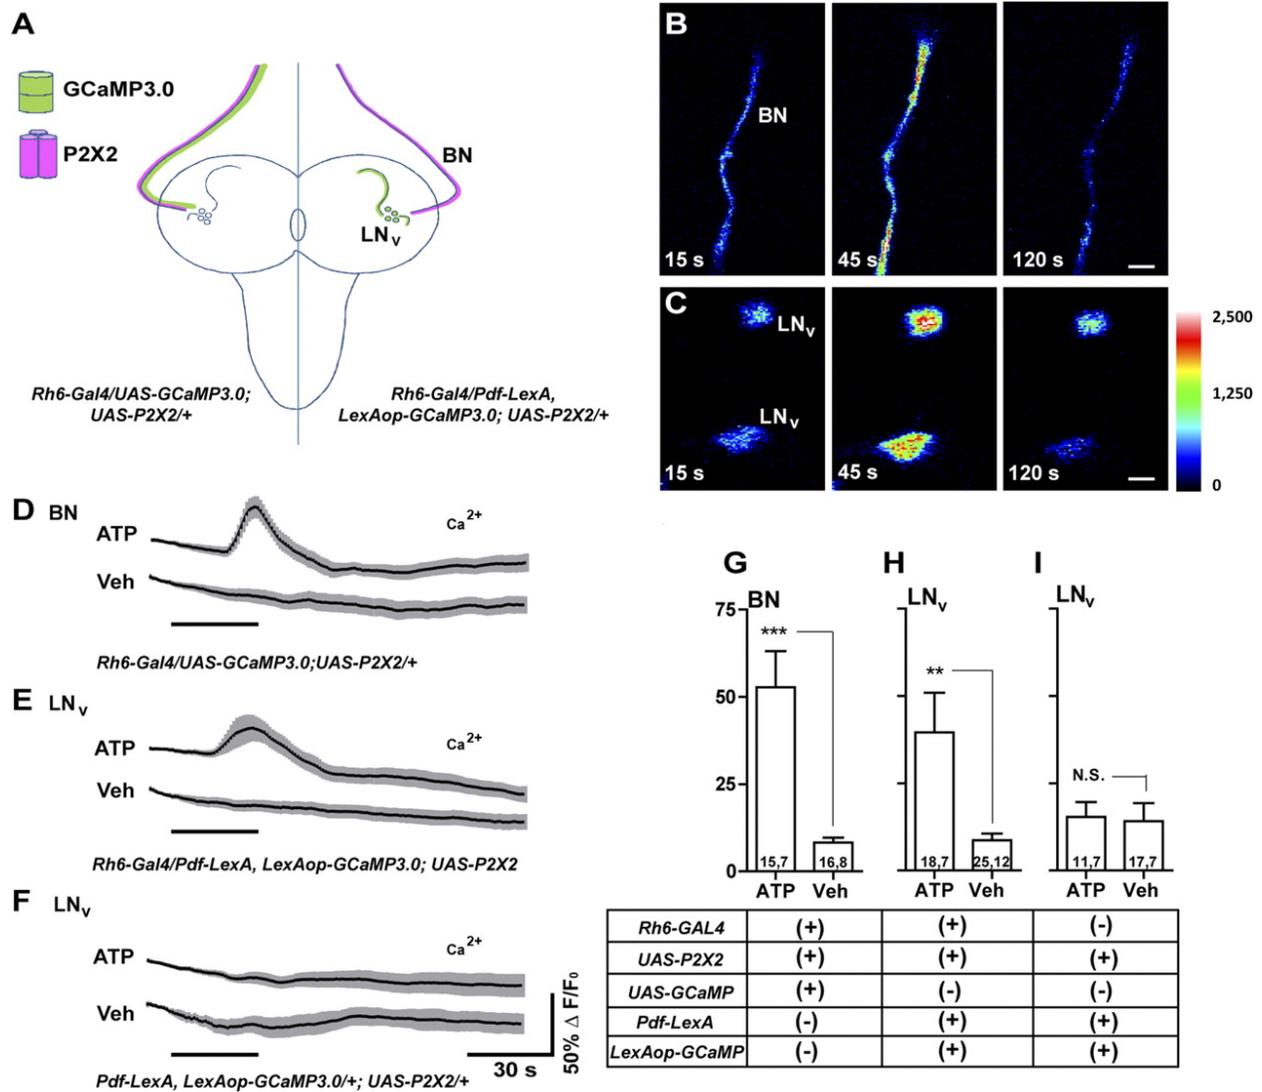 A
GCaMP3.0
P2X2
BN
LNv
Rh6-Gal4/UAS-GCaMP3.0;
UAS-P2X2/+
Rh6-Gal4/Pdf-LexA,
LexAop-GCaMP3.0; UAS-P2X2/+
B
BN
15 s
45 s
120 s
C
LNv
LNv
15 s
45 s
120 s
2,500
1,250
0
D BN
ATP
Ca2+
Veh
Rh6-Gal4/UAS-GCaMP3.0;UAS-P2X2/+
E LNv
ATP
Ca2+
Veh
Rh6-Gal4/Pdf-LexA, LexAop-GCaMP3.0; UAS-P2X2
F LNv
ATP
Ca2+
Veh
50% Δ F/F0
30 s
Pdf-LexA, LexAop-GCaMP3.0/+; UAS-P2X2/+
G
BN
75
50
25
0
***
15,7
16,8
ATP Veh
H
LNv
**
18,7
25,12
ATP Veh
I
LNv
N.S.
11,7
17,7
ATP Veh
Rh6-GAL4 (+) (+) (-)
UAS-P2X2 (+) (+) (+)
UAS-GCaMP (+) (-) (-)
Pdf-LexA (-) (+) (+)
LexAop-GCaMP (-) (+) (+)